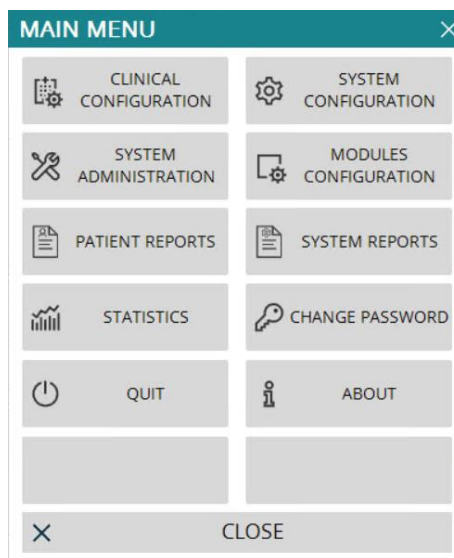 MAIN MENU
CLINICAL
CONFIGURATION
SYSTEM
CONFIGURATION
SYSTEM
ADMINISTRATION
MODULES
CONFIGURATION
PATIENT REPORTS
SYSTEM REPORTS
STATISTICS
CHANGE PASSWORD
QUIT
ABOUT
CLOSE